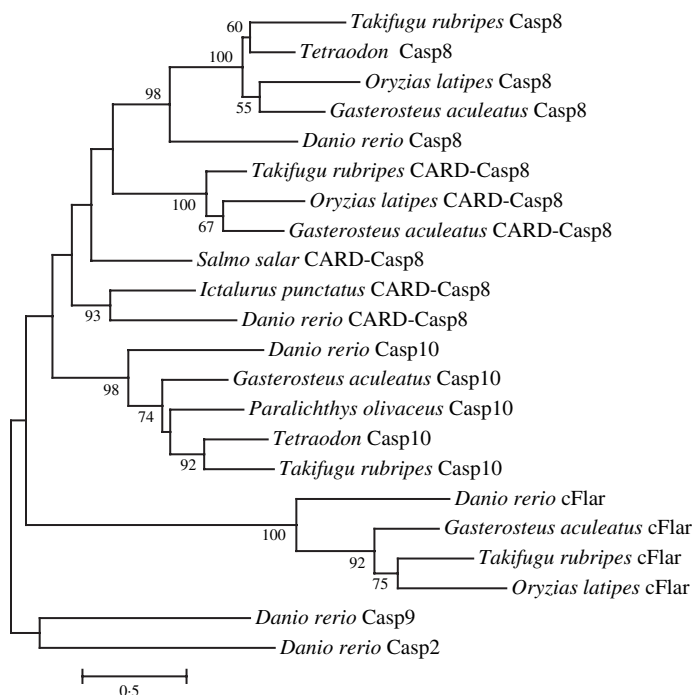 60
Takifugu rubripes Casp8
Tetraodon Casp8
100
Oryzias latipes Casp8
98
55
Gasterosteus aculeatus Casp8
Danio rerio Casp8
Takifugu rubripes CARD-Casp8
100
Oryzias latipes CARD-Casp8
67
Gasterosteus aculeatus CARD-Casp8
Salmo salar CARD-Casp8
Ictalurus punctatus CARD-Casp8
93
Danio rerio CARD-Casp8
Danio rerio Casp10
98
Gasterosteus aculeatus Casp10
74
Paralichthys olivaceus Casp10
Tetraodon Casp10
92
Takifugu rubripes Casp10
Danio rerio cFlar
100
Gasterosteus aculeatus cFlar
92
Takifugu rubripes cFlar
75
Oryzias latipes cFlar
Danio rerio Casp9
Danio rerio Casp2
0·5